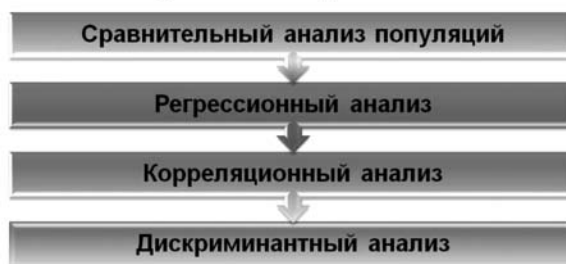 Сравнительный анализ популяций
Регрессионный анализ
Корреляционный анализ
Дискриминантный анализ